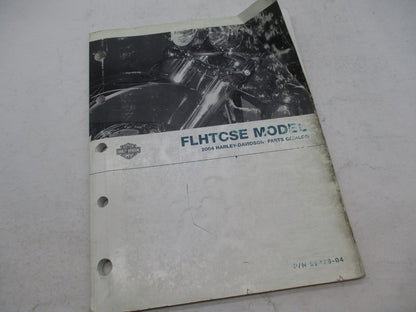 FLHTCSE MODEL
2004 HARLEY-DAVIDSON PARTS CATALOG
P/N